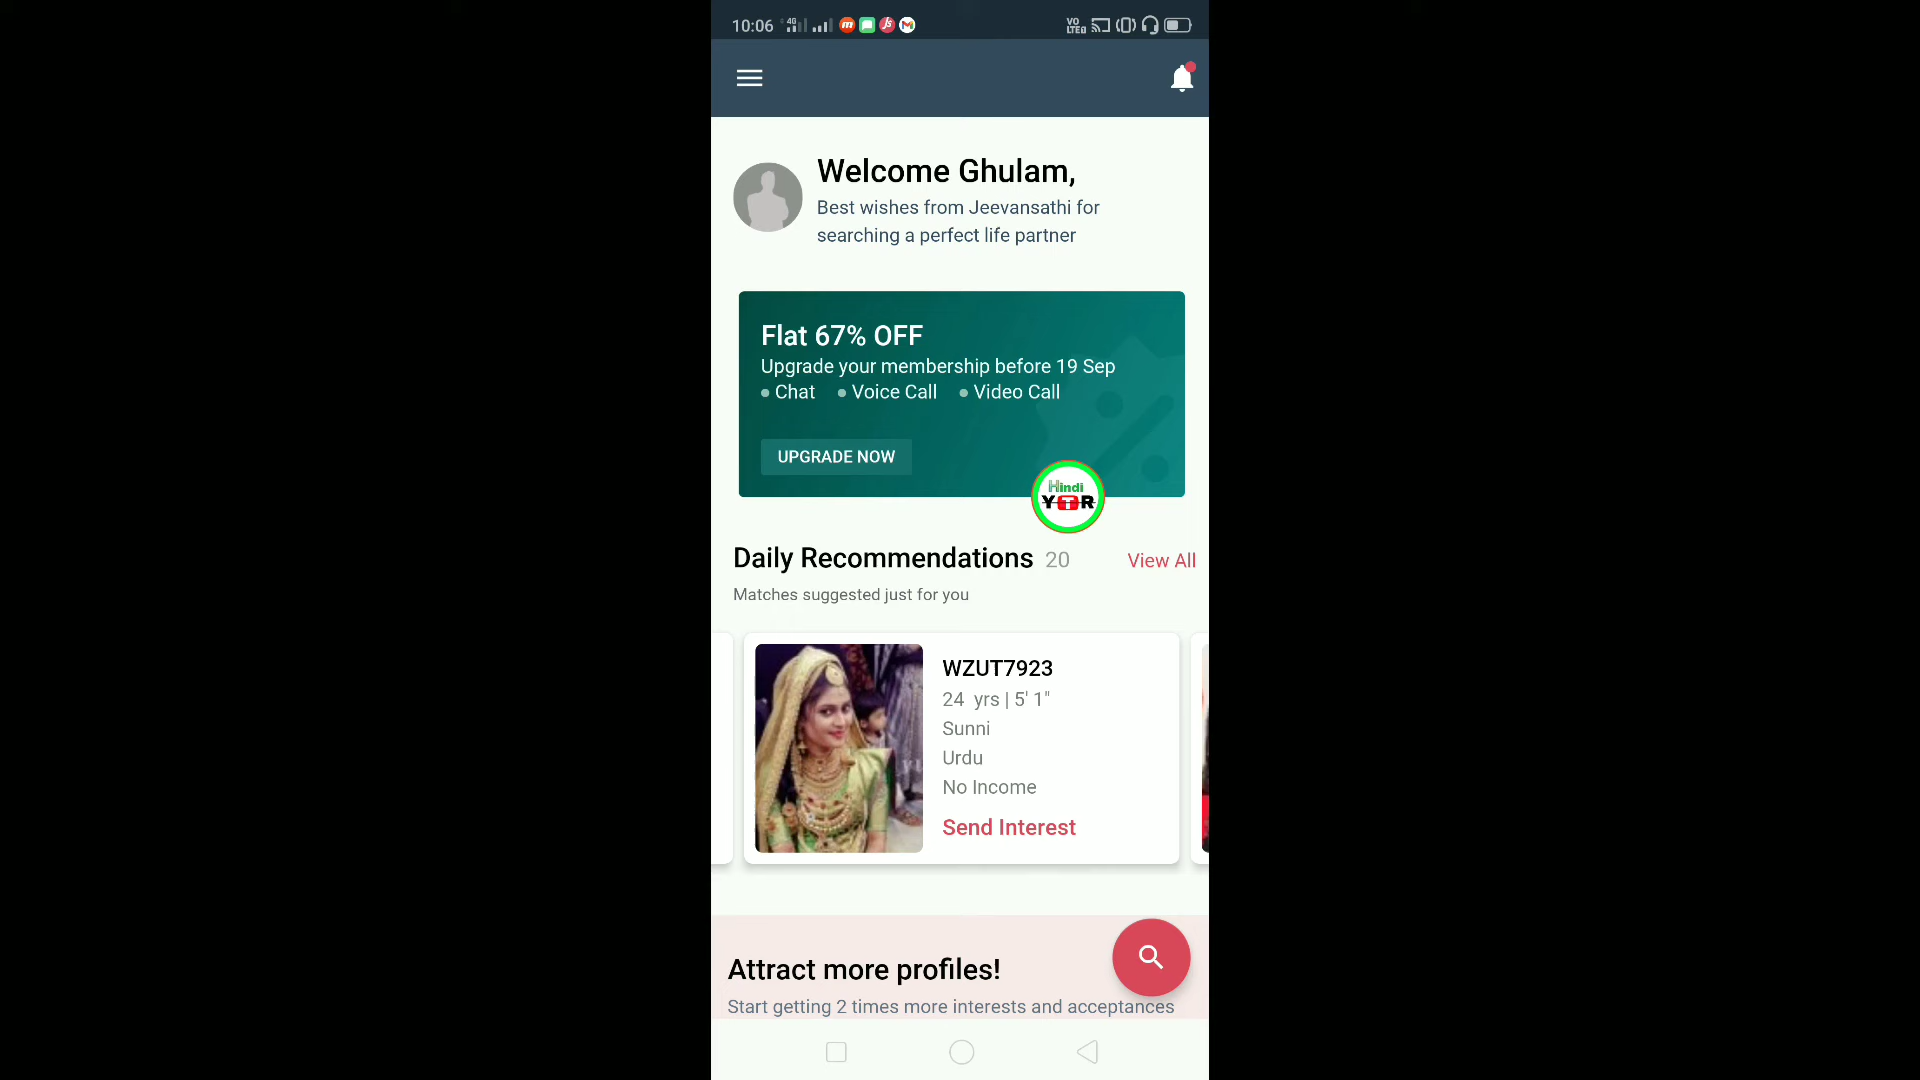 10:06
4G
VO
LTE
Welcome Ghulam,
Best wishes from Jeevansathi for
searching a perfect life partner
Flat 67% OFF
Upgrade your membership before 19 Sep
Chat Voice Call Video Call
UPGRADE NOW
Hindi
YTR
Daily Recommendations 20 View All
Matches suggested just for you
WZUT7923
24 yrs | 5' 1"
Sunni
Urdu
No Income
Send Interest
Attract more profiles!
Start getting 2 times more interests and acceptances